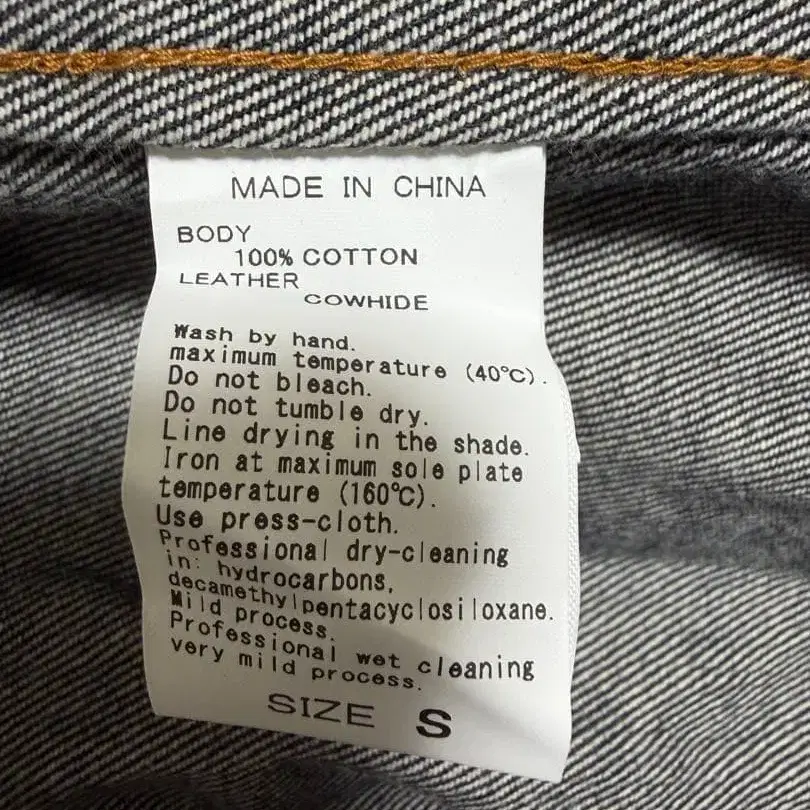 MADE IN CHINA
BODY
100% COTTON
LEATHER
COWHIDE
Wash by hand.
maximum temperature (40℃).
Do not bleach.
Do not tumble dry.
Line drying in the shade.
Iron at maximum sole plate
temperature (160℃).
Use press-cloth.
Professional dry-cleaning
in: hydrocarbons,
decamethylpentacyclosiloxane.
Mild process.
Professional wet cleaning
very mild process.
SIZE S